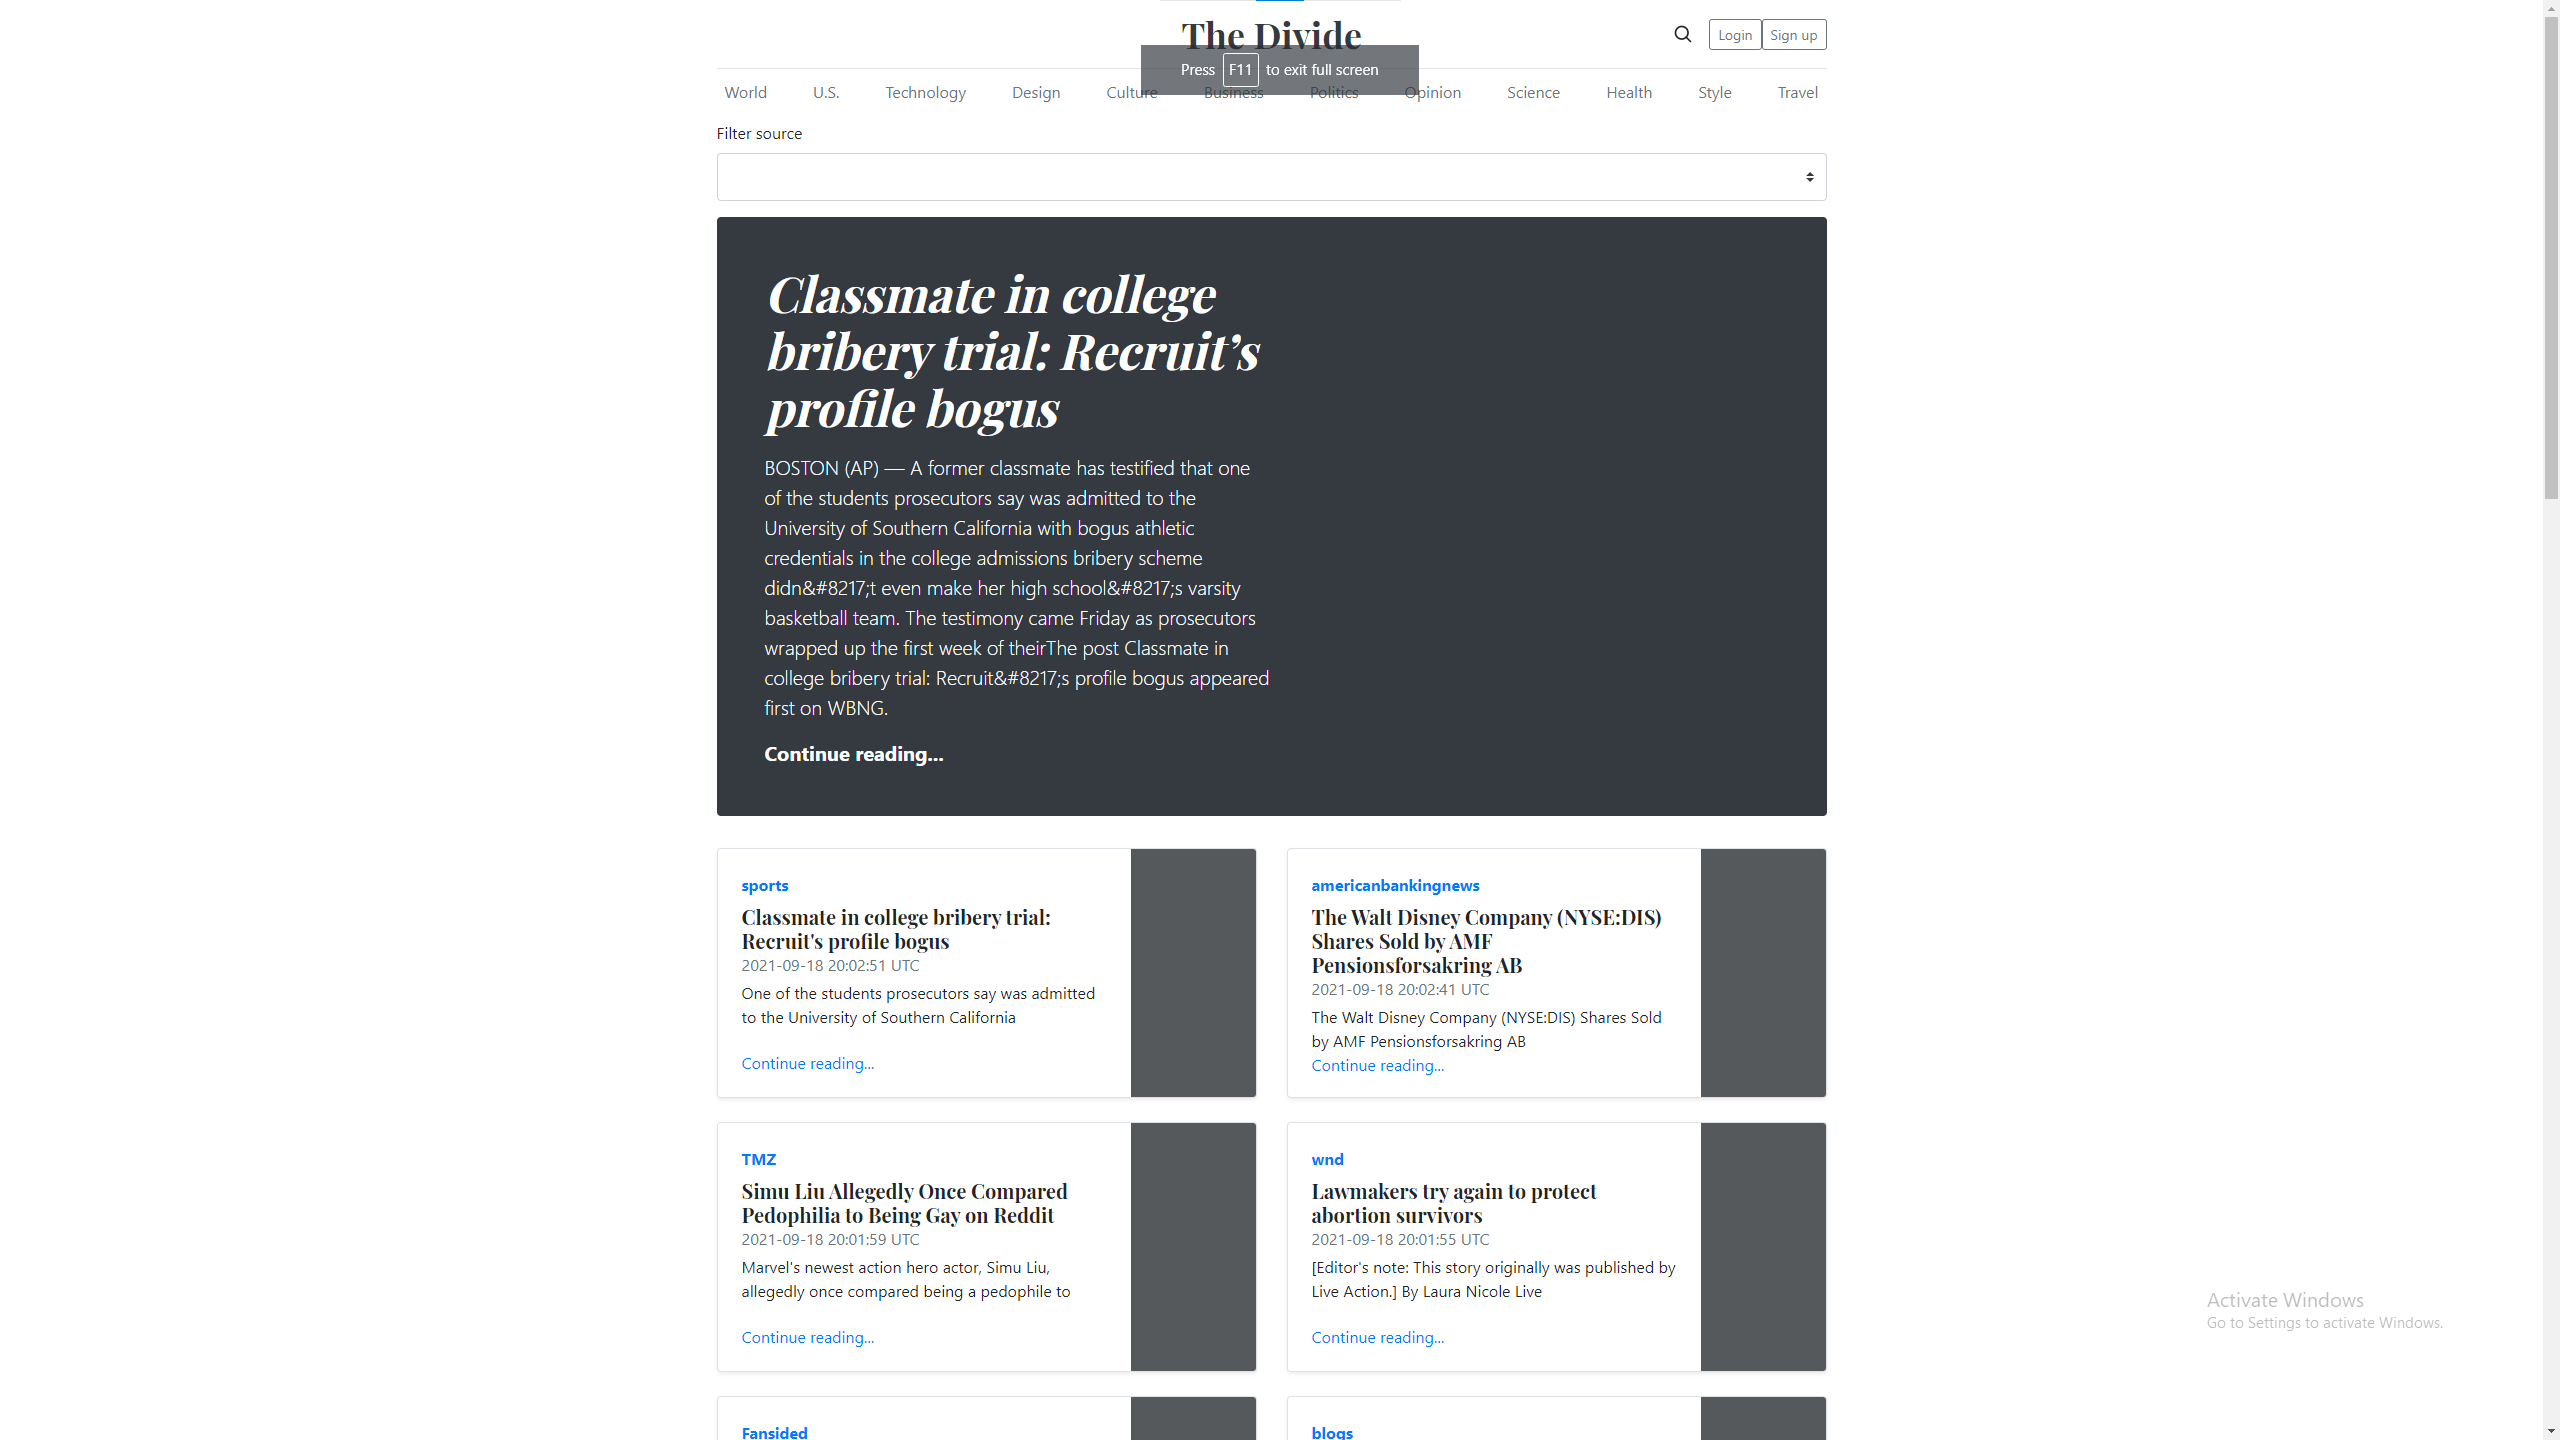 The Divide
Login
Sign up
Press F11 to exit full screen
World
U.S.
Technology
Design
Culture
Business
Politics
Opinion
Science
Health
Style
Travel
Filter source
Classmate in college
bribery trial: Recruit’s
profile bogus
BOSTON (AP) — A former classmate has testified that one
of the students prosecutors say was admitted to the
University of Southern California with bogus athletic
credentials in the college admissions bribery scheme
didn&#8217;t even make her high school&#8217;s varsity
basketball team. The testimony came Friday as prosecutors
wrapped up the first week of theirThe post Classmate in
college bribery trial: Recruit&#8217;s profile bogus appeared
first on WBNG.
Continue reading...
sports
Classmate in college bribery trial:
Recruit's profile bogus
2021-09-18 20:02:51 UTC
One of the students prosecutors say was admitted
to the University of Southern California
Continue reading...
americanbankingnews
The Walt Disney Company (NYSE:DIS)
Shares Sold by AMF
Pensionsforsakring AB
2021-09-18 20:02:41 UTC
The Walt Disney Company (NYSE:DIS) Shares Sold
by AMF Pensionsforsakring AB
Continue reading...
TMZ
Simu Liu Allegedly Once Compared
Pedophilia to Being Gay on Reddit
2021-09-18 20:01:59 UTC
Marvel's newest action hero actor, Simu Liu,
allegedly once compared being a pedophile to
Continue reading...
wnd
Lawmakers try again to protect
abortion survivors
2021-09-18 20:01:55 UTC
[Editor's note: This story originally was published by
Live Action.] By Laura Nicole Live
Continue reading...
Fansided
blogs
Activate Windows
Go to Settings to activate Windows.